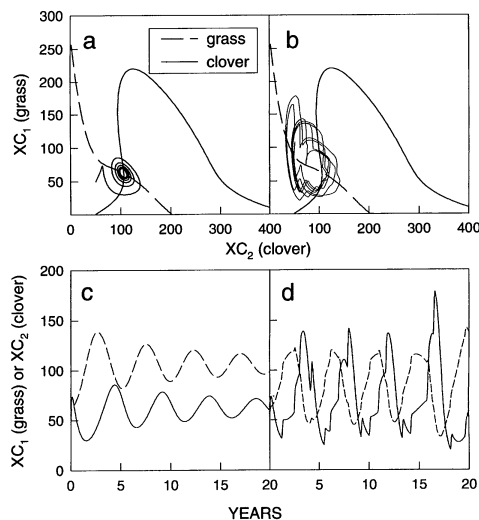 300
250
200
150
100
50
XC₁ (grass)
a
grass
clover
b
0 100 200 300 400 0 100 200 300 400
XC₂ (clover)
200
150
100
50
0
XC₁ (grass) or XC₂ (clover)
c
d
0 5 10 15 20 5 10 15 20
YEARS